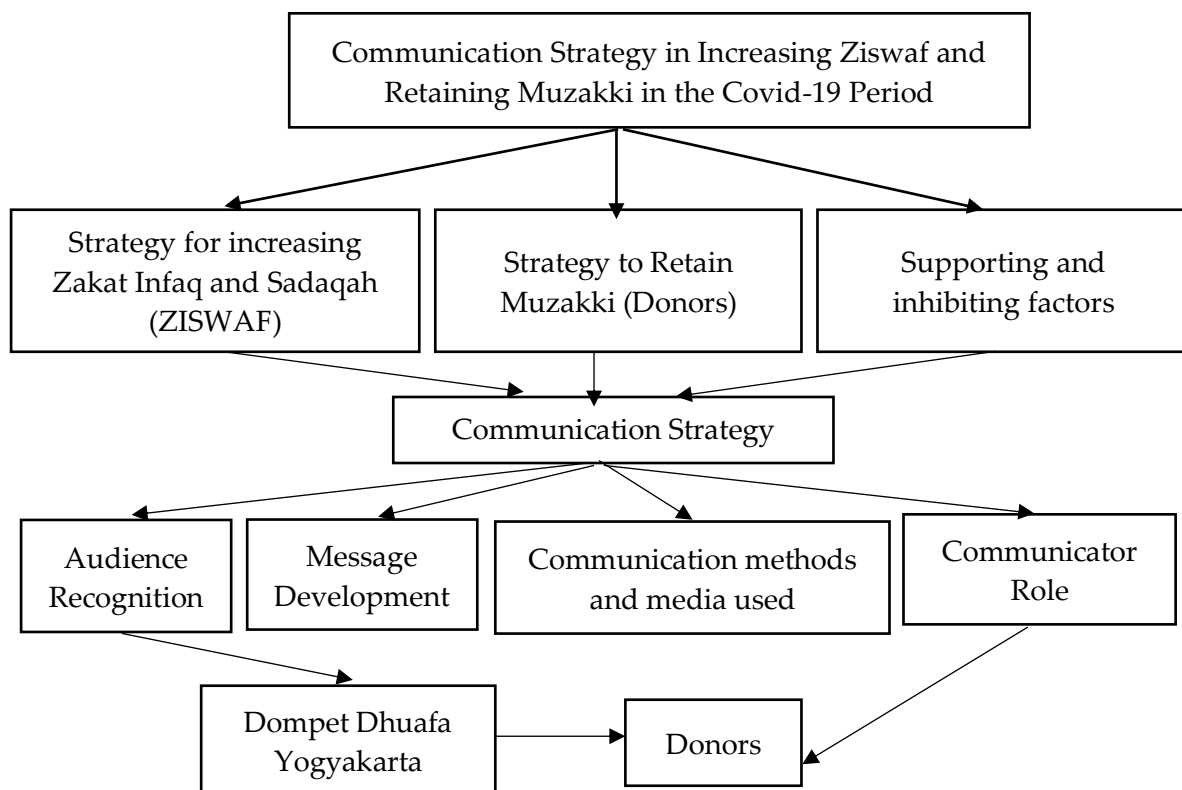 Communication Strategy in Increasing Ziswaf and
Retaining Muzakki in the Covid-19 Period
Strategy for increasing
Zakat Infaq and Sadaqah
(ZISWAF)
Strategy to Retain
Muzakki (Donors)
Supporting and
inhibiting factors
Communication Strategy
Audience
Recognition
Message
Development
Communication methods
and media used
Communicator
Role
Dompet Dhuafa
Yogyakarta
Donors